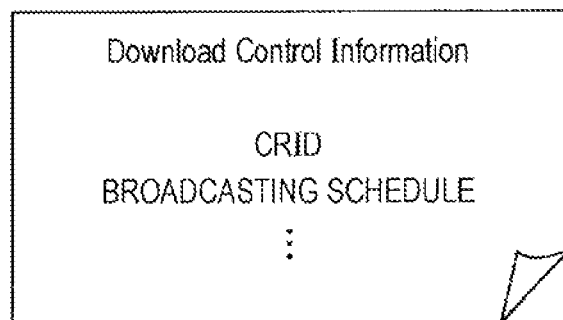 Download Control Information
CRID
BROADCASTING SCHEDULE
⋮